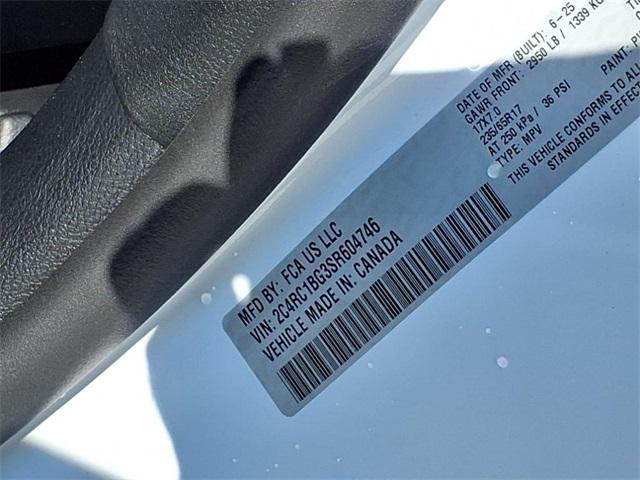 MFD BY: FCA US LLC
DATE OF MFR (BUILT): 6-25
GAWR FRONT: 2950 LB / 1339 KG
17X7.0
235/65R17
AT 250 kPa / 36 PSI
TYPE: MPV
PAINT:
THIS VEHICLE CONFORMS TO ALL
STANDARDS IN EFFECT
VIN: 2C4RC1BG3SR604746
VEHICLE MADE IN: CANADA